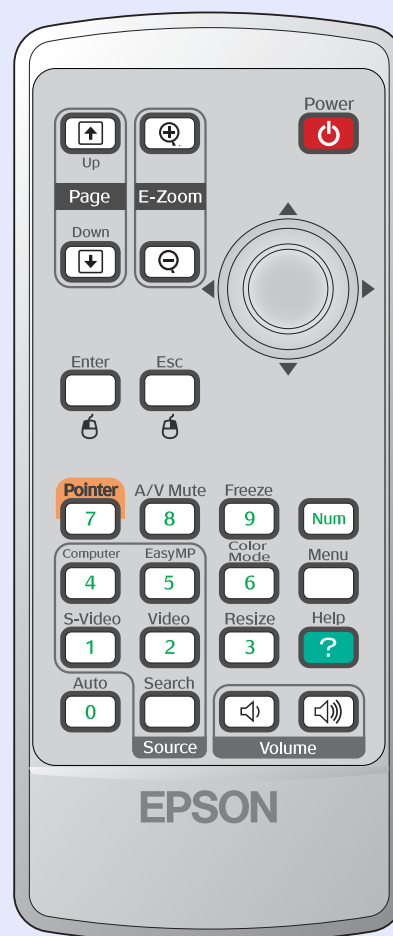 Power
Up
Page
E-Zoom
Down
Enter
Esc
Pointer
A/V Mute
Freeze
7
8
9
Num
Computer
EasyMP
Color
Mode
Menu
4
5
6
S-Video
Video
Resize
Help
1
2
3
?
Auto
Search
0
Source
Volume
EPSON